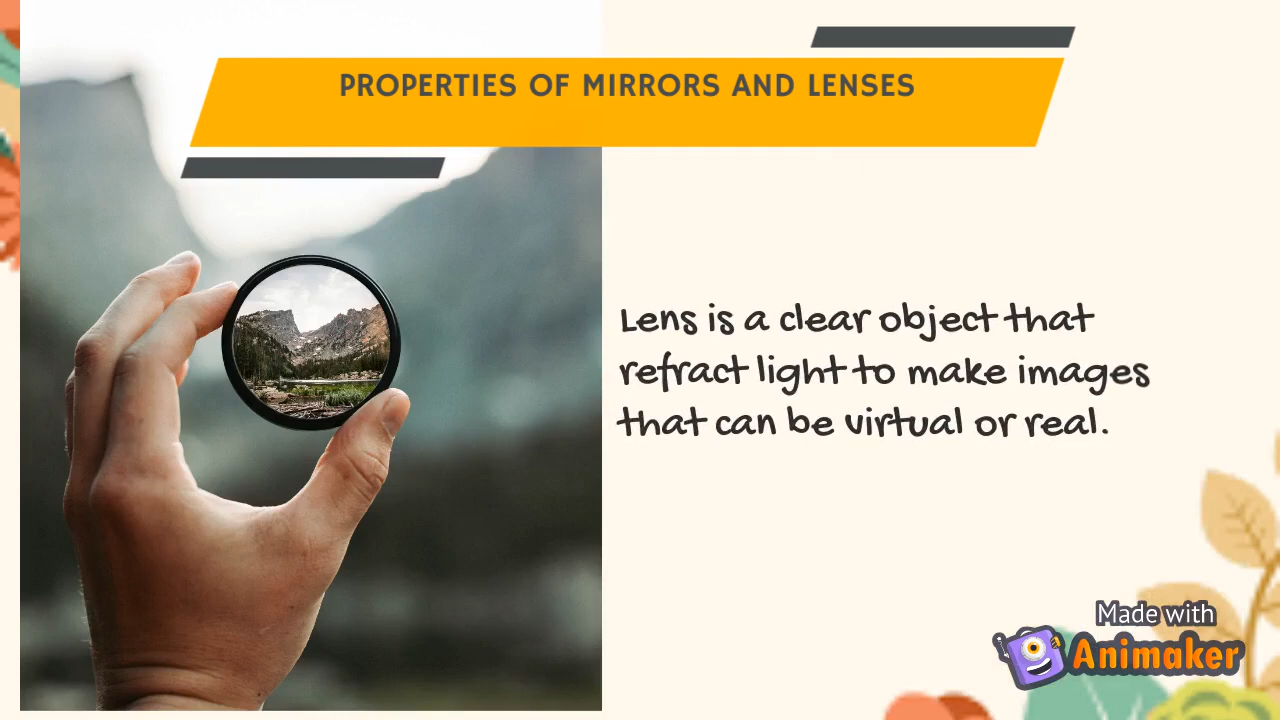 PROPERTIES OF MIRRORS AND LENSES
Lens is a clear object that
refract light to make images
that can be virtual or real.
Made with
Animaker